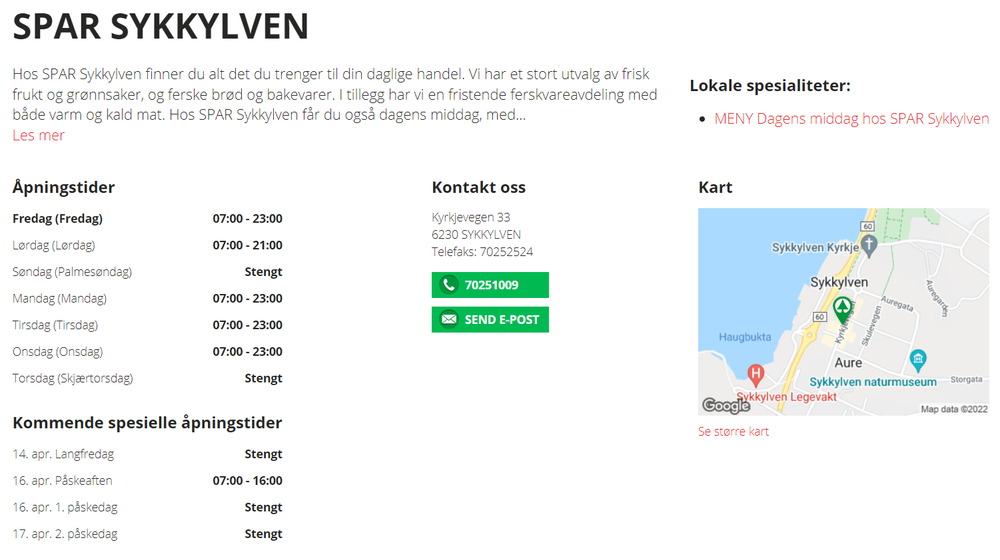 SPAR SYKKYLVEN
Hos SPAR Sykkylven finner du alt det du trenger til din daglige handel. Vi har et stort utvalg av frisk
frukt og grønnsaker, og ferske brød og bakevarer. I tillegg har vi en fristende ferskvareavdeling med
både varm og kald mat. Hos SPAR Sykkylven får du også dagens middag, med...
Les mer
Lokale spesialiteter:
MENY Dagens middag hos SPAR Sykkylven
Åpningstider
Fredag (Fredag) 07:00 - 23:00
Lørdag (Lørdag) 07:00 - 21:00
Søndag (Palmesøndag) Stengt
Mandag (Mandag) 07:00 - 23:00
Tirsdag (Tirsdag) 07:00 - 23:00
Onsdag (Onsdag) 07:00 - 23:00
Torsdag (Skjærtorsdag) Stengt
Kommende spesielle åpningstider
14. apr. Langfredag Stengt
16. apr. Påskeaften 07:00 - 16:00
16. apr. 1. påskedag Stengt
17. apr. 2. påskedag Stengt
Kontakt oss
Kyrkjevegen 33
6230 SYKKYLVEN
Telefaks: 70252524
70251009
SEND E-POST
Kart
60
Sykkylven Kyrkje
Sykkylven
Auregarden
Auregata
60
Kyrkjevegen
Skulevegen
Haugbukta
Aure
H
Sykkylven naturmuseum
Storgata
Sykkylven Legevakt
Google
Map data ©2022
Se større kart